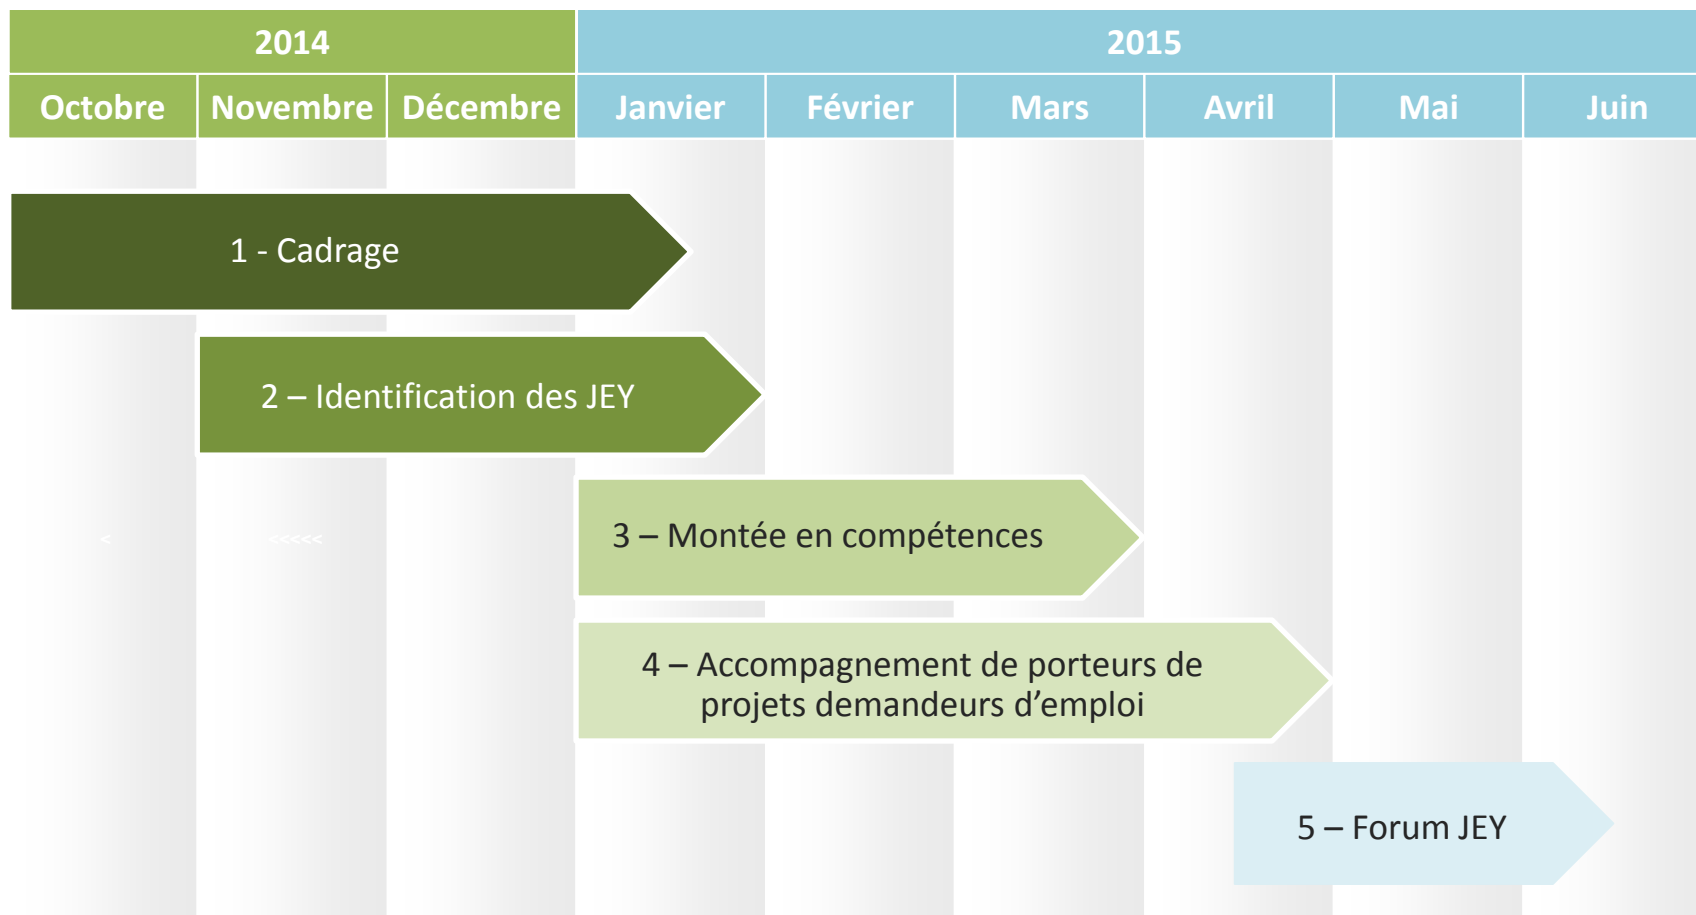 2014 2015
Octobre Novembre Décembre Janvier Février Mars Avril Mai Juin
1 - Cadrage
2 – Identification des JEY
< <<<<<
3 – Montée en compétences
4 – Accompagnement de porteurs de
projets demandeurs d’emploi
5 – Forum JEY